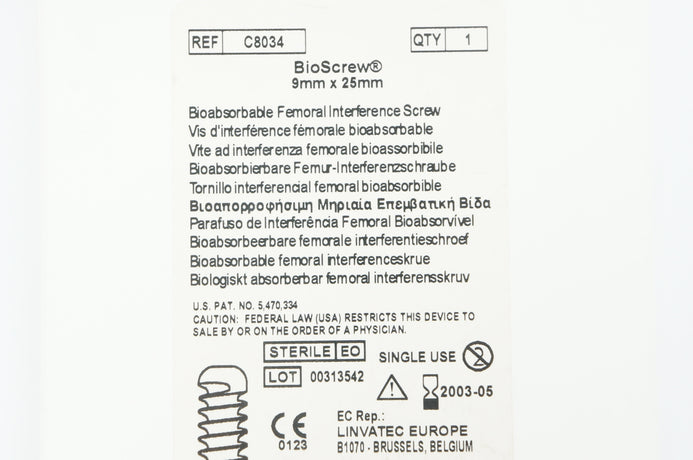 REF C8034 QTY 1
BioScrew®
9mm x 25mm
Bioabsorbable Femoral Interference Screw
Vis d'interférence fémorale bioabsorbable
Vite ad interferenza femorale bioassorbibile
Bioabsorbierbare Femur-Interferenzschraube
Tornillo interferencial femoral bioabsorbible
Βιοαπορροφήσιμη Μηριαία Επεμβατική Βίδα
Parafuso de Interferência Femoral Bioabsorvível
Bioabsorbeerbare femorale interferentieschroef
Bioabsorbable femoral interferenceskrue
Biologiskt absorberbar femoral interferensskruv
U.S. PAT. NO. 5,470,334
CAUTION: FEDERAL LAW (USA) RESTRICTS THIS DEVICE TO
SALE BY OR ON THE ORDER OF A PHYSICIAN.
STERILE EO SINGLE USE 2
LOT 00313542
2003-05
CE 0123
EC Rep.:
LINVATEC EUROPE
B1070 - BRUSSELS, BELGIUM